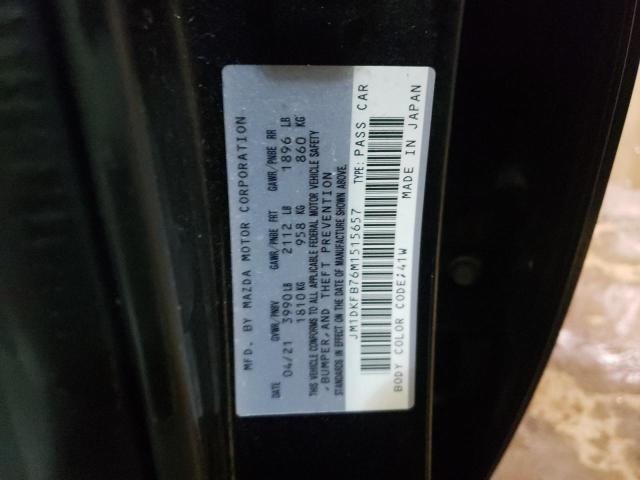 MFD. BY MAZDA MOTOR CORPORATION
DATE GVWR/PNBV GAWR/PNBE FRT GAWR/PNBE RR
04/21 3990 LB 2112 LB 1896 LB
1810 KG 958 KG 860 KG
THIS VEHICLE CONFORMS TO ALL APPLICABLE FEDERAL MOTOR VEHICLE SAFETY
,BUMPER,AND THEFT PREVENTION
STANDARDS IN EFFECT ON THE DATE OF MANUFACTURE SHOWN ABOVE.
JM1DKFB76M1515657 TYPE: PASS CAR
BODY COLOR CODE;41W MADE IN JAPAN